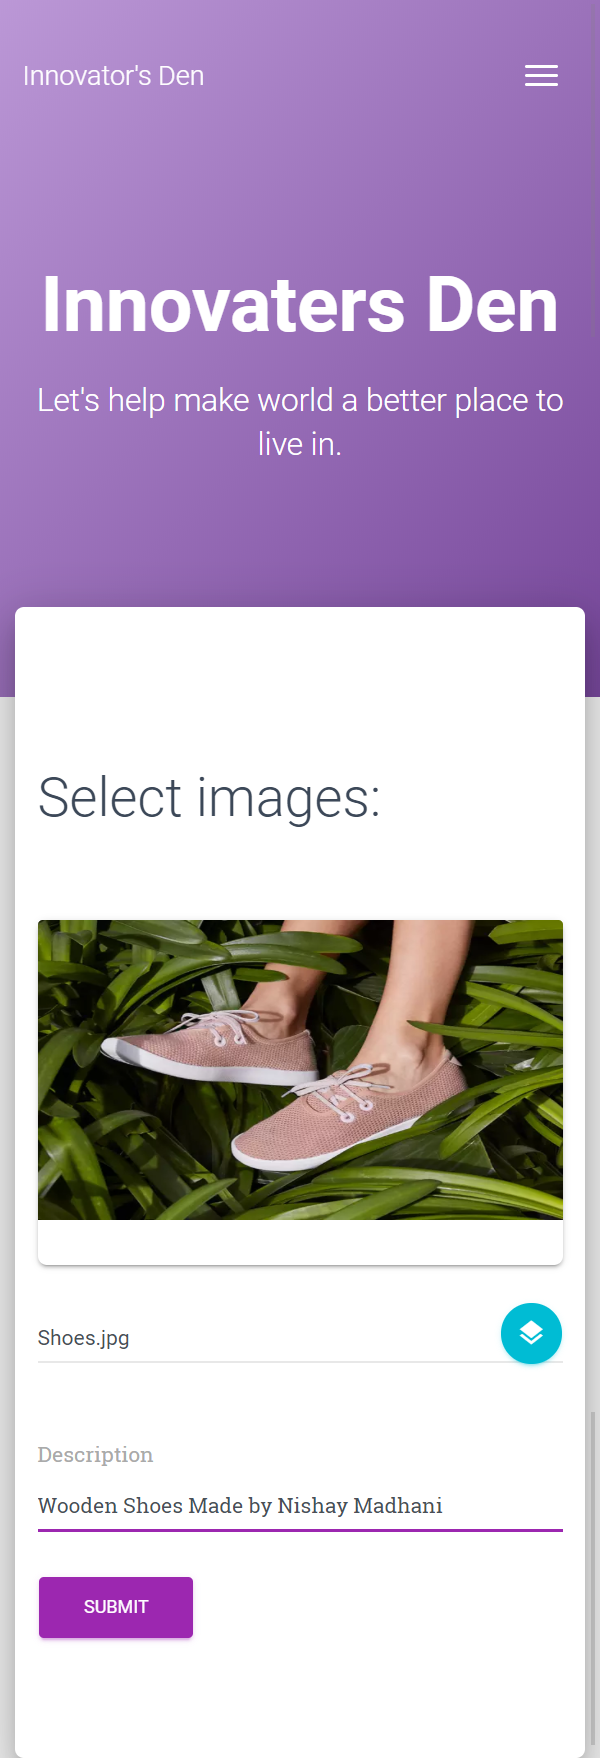 Innovator's Den
Innovaters Den
Let's help make world a better place to
live in.
Select images:
Shoes.jpg
Description
Wooden Shoes Made by Nishay Madhani
SUBMIT